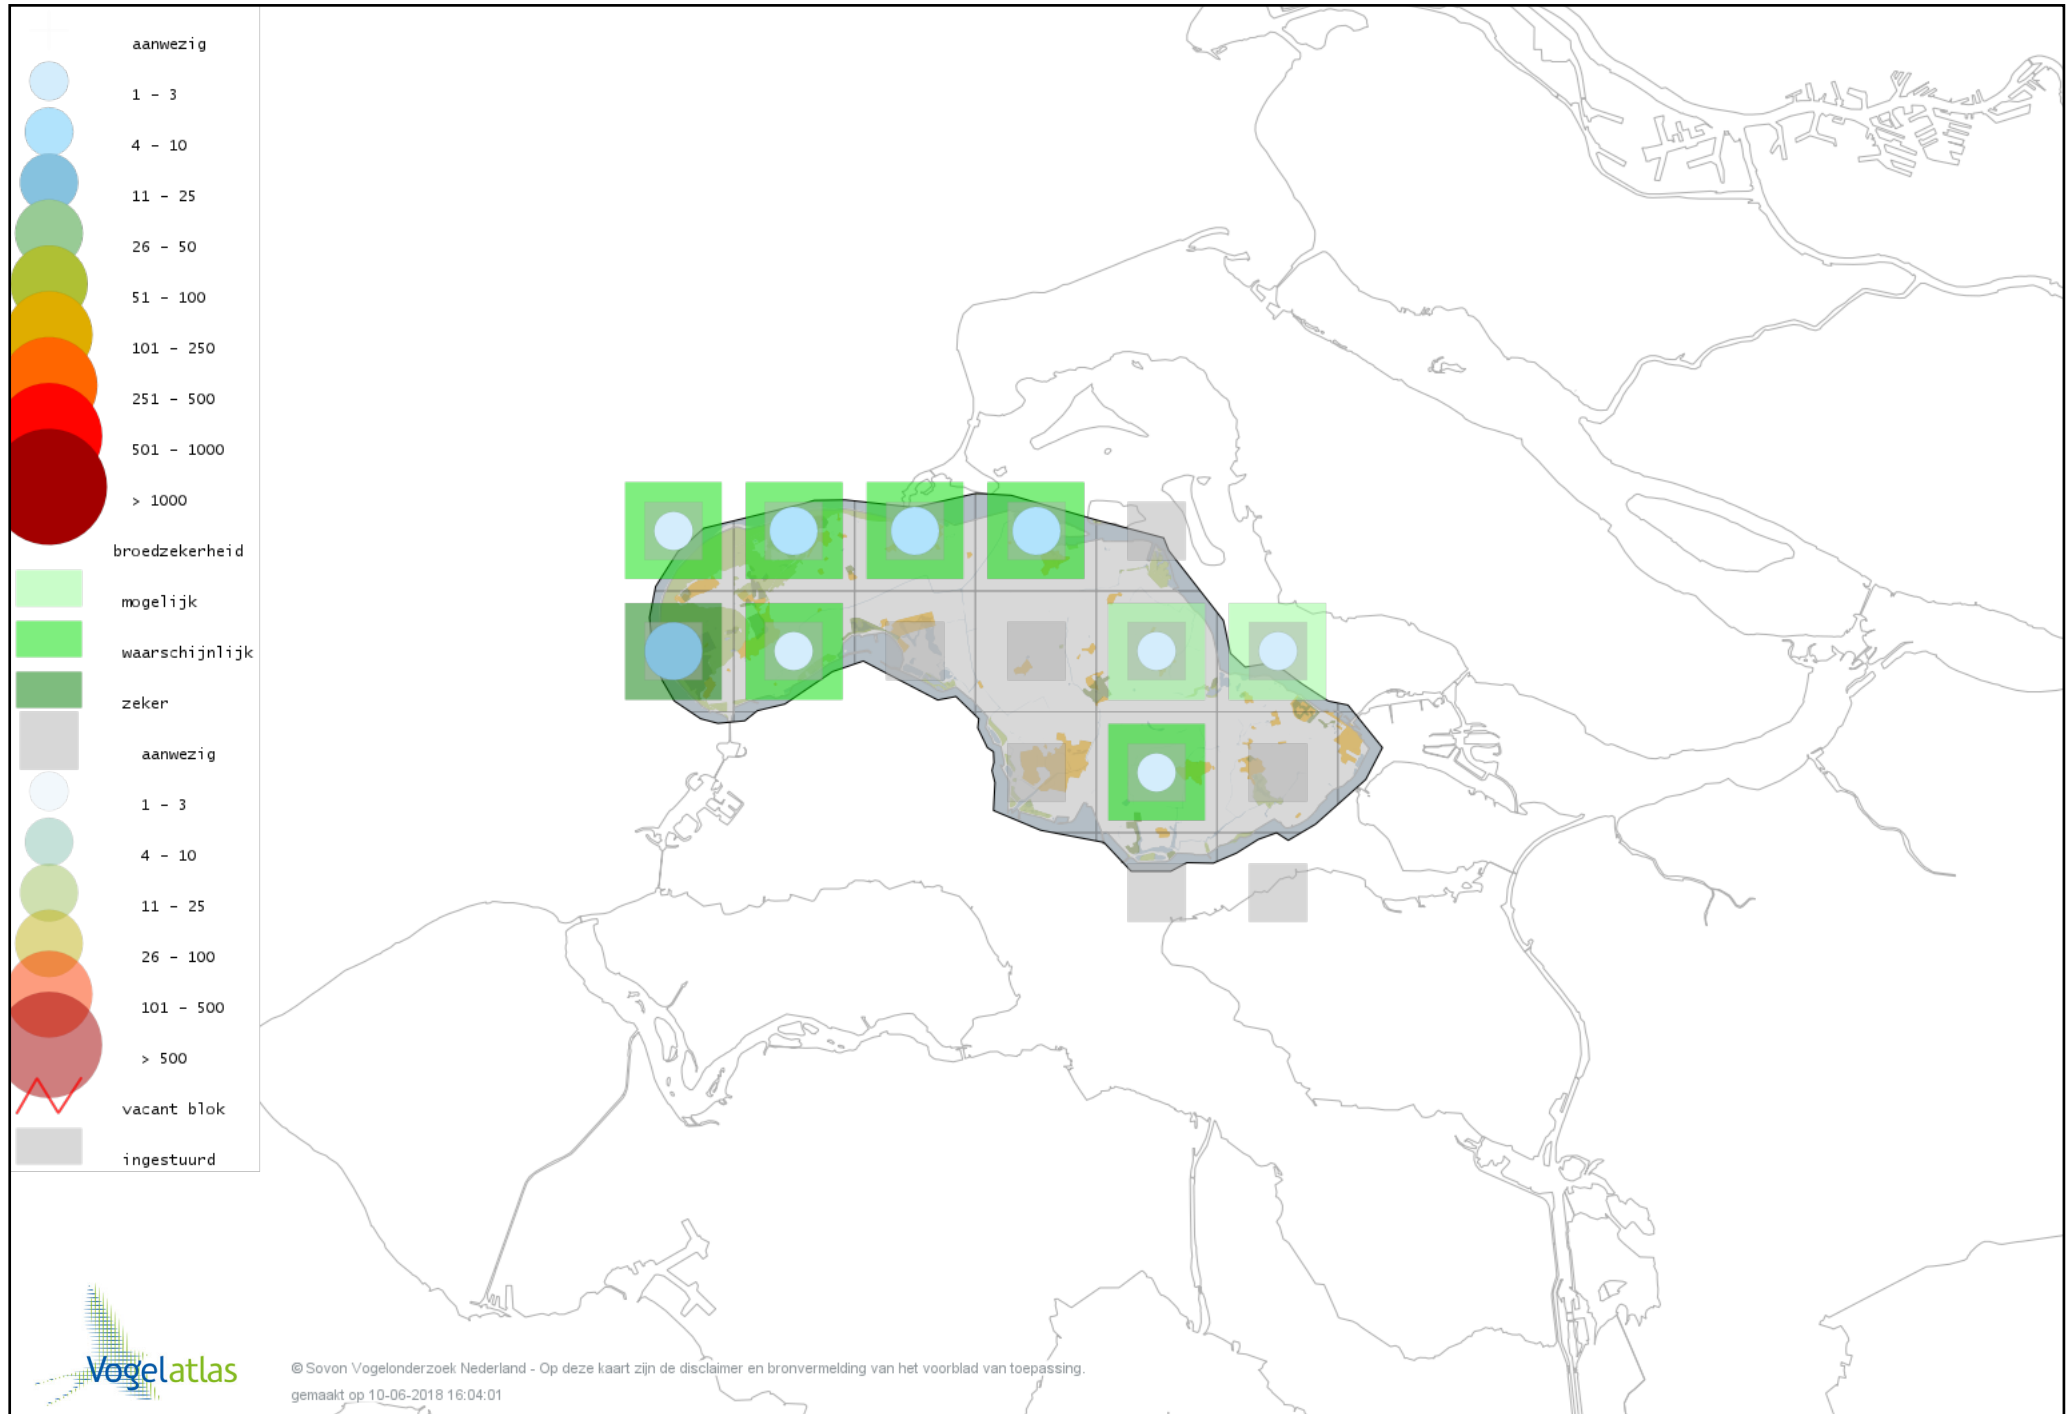 aanwezig
1 - 3
4 - 10
11 - 25
26 - 50
51 - 100
101 - 250
251 - 500
501 - 1000
> 1000
broedzekerheid
mogelijk
waarschijnlijk
zeker
aanwezig
1 - 3
4 - 10
11 - 25
26 - 100
101 - 500
> 500
vacant blok
ingestuurd
Vogelatlas
© Sovon Vogelonderzoek Nederland - Op deze kaart zijn de disclaimer en bronvermelding van het voorblad van toepassing.
gemaakt op 10-06-2018 16:04:01